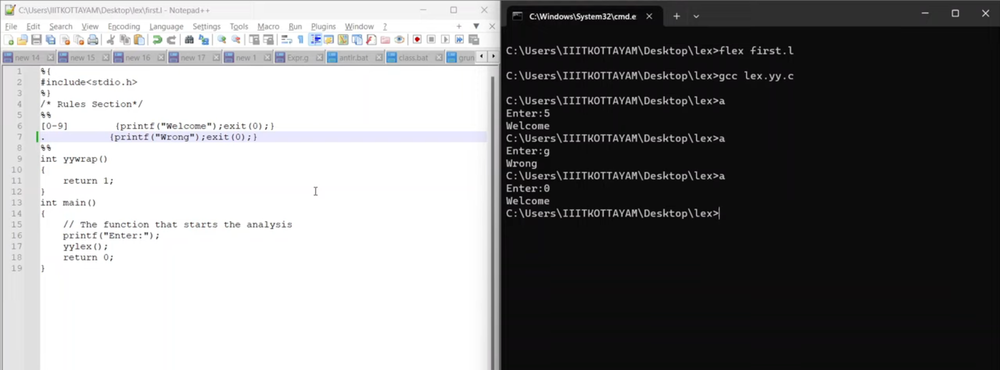 C:\Users\IIITKOTTAYAM\Desktop\lex\first.l - Notepad++
File Edit Search View Encoding Language Settings Tools Macro Run Plugins Window ?
new 14 new 15 new 16 new 17 new 1 Expr.g antlr.bat class.bat grun
1 %{
2 #include<stdio.h>
3 %}
4 /* Rules Section*/
5 %%
6 [0-9] {printf("Welcome");exit(0);}
7 . {printf("Wrong");exit(0);}
8 %%
9 int yywrap()
10 {
11 return 1;
12 }
13 int main()
14 {
15 // The function that starts the analysis
16 printf("Enter:");
17 yylex();
18 return 0;
19 }
C:\Windows\System32\cmd.e
C:\Users\IIITKOTTAYAM\Desktop\lex>flex first.l
C:\Users\IIITKOTTAYAM\Desktop\lex>gcc lex.yy.c
C:\Users\IIITKOTTAYAM\Desktop\lex>a
Enter:5
Welcome
C:\Users\IIITKOTTAYAM\Desktop\lex>a
Enter:g
Wrong
C:\Users\IIITKOTTAYAM\Desktop\lex>a
Enter:0
Welcome
C:\Users\IIITKOTTAYAM\Desktop\lex>